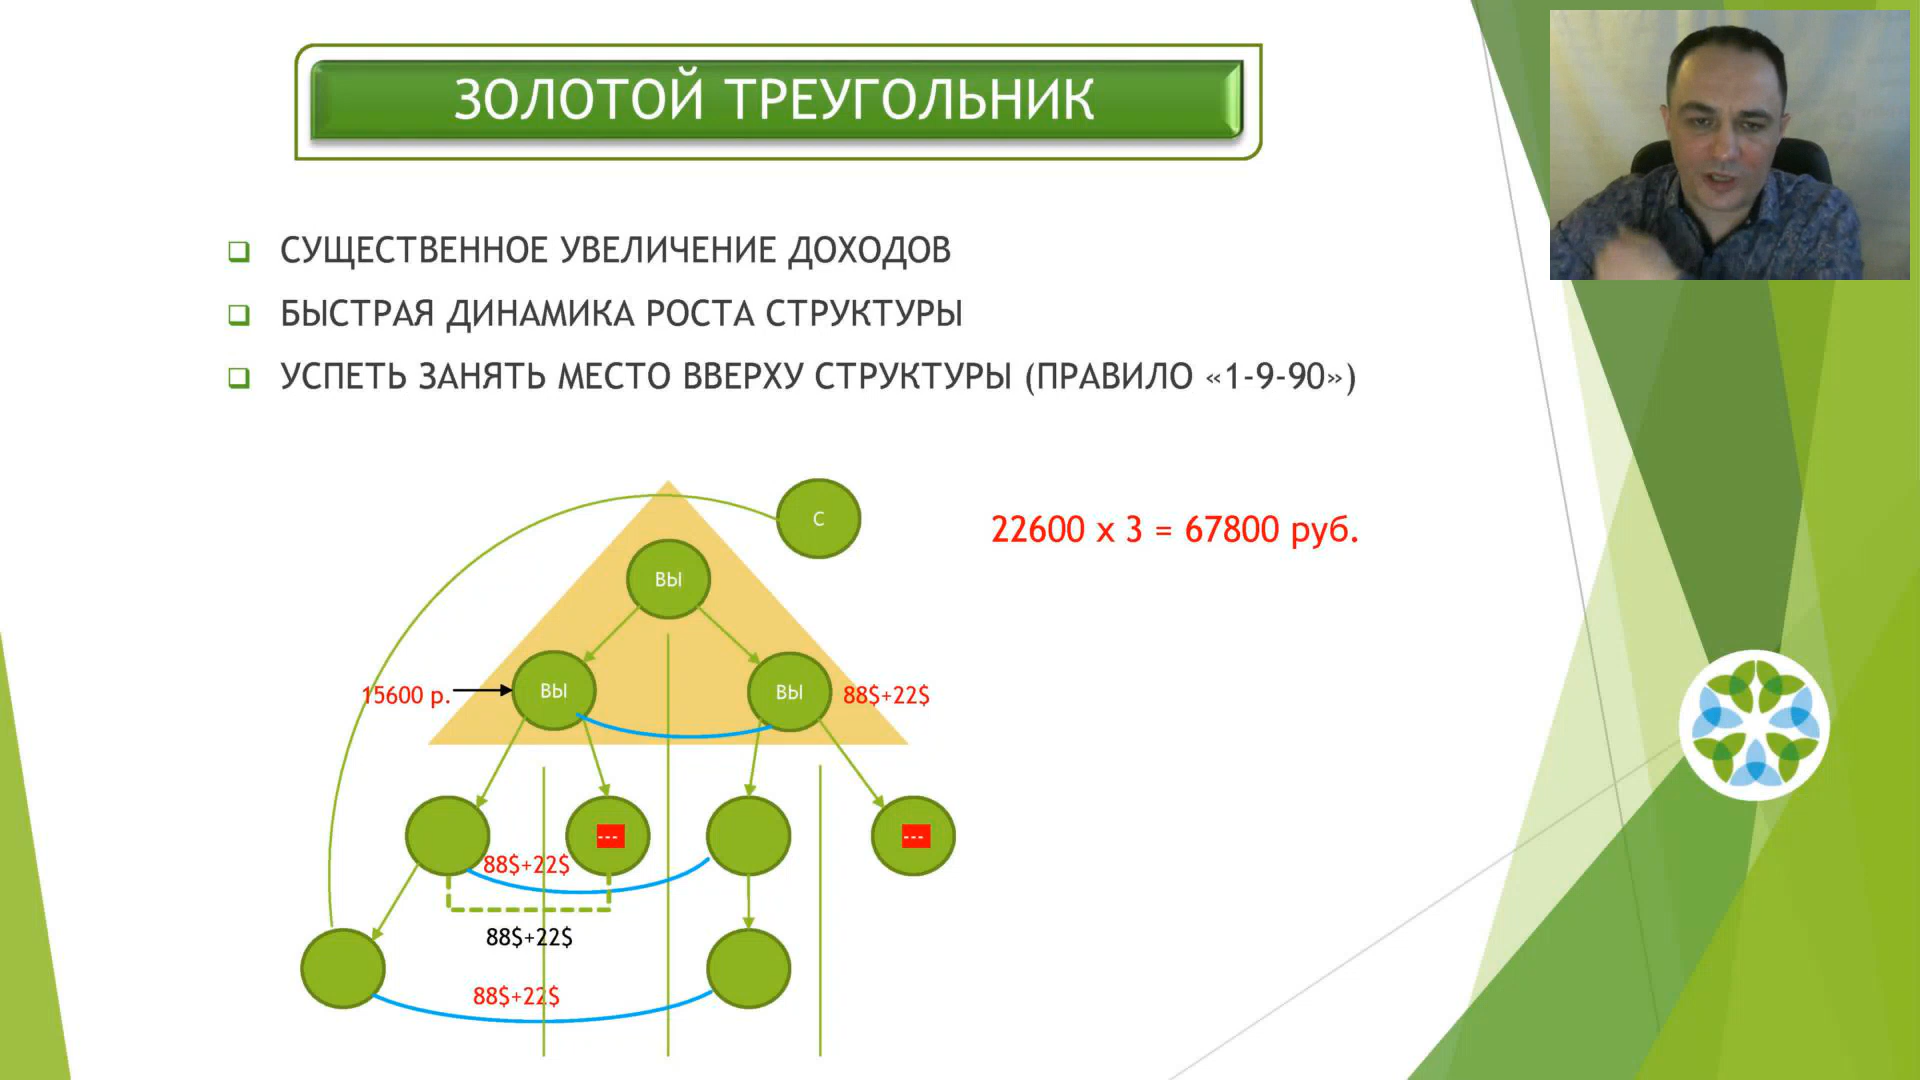 ЗОЛОТОЙ ТРЕУГОЛЬНИК
СУЩЕСТВЕННОЕ УВЕЛИЧЕНИЕ ДОХОДОВ
БЫСТРАЯ ДИНАМИКА РОСТА СТРУКТУРЫ
УСПЕТЬ ЗАНЯТЬ МЕСТО ВВЕРХУ СТРУКТУРЫ (ПРАВИЛО «1-9-90»)
С
22600 х 3 = 67800 руб.
ВЫ
15600 р.
ВЫ
ВЫ
88$+22$
---
---
88$+22$
88$+22$
88$+22$